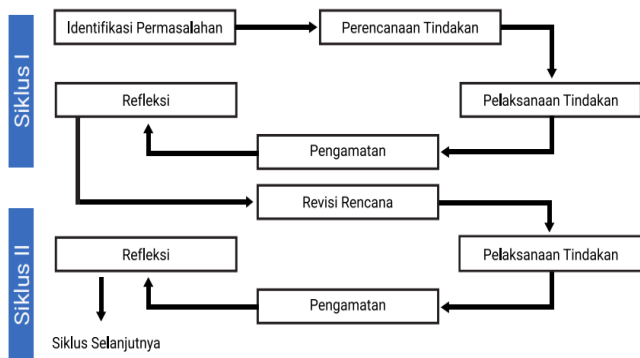 Siklus I
Identifikasi Permasalahan
Perencanaan Tindakan
Refleksi
Pelaksanaan Tindakan
Pengamatan
Revisi Rencana
Siklus II
Refleksi
Pelaksanaan Tindakan
Pengamatan
Siklus Selanjutnya